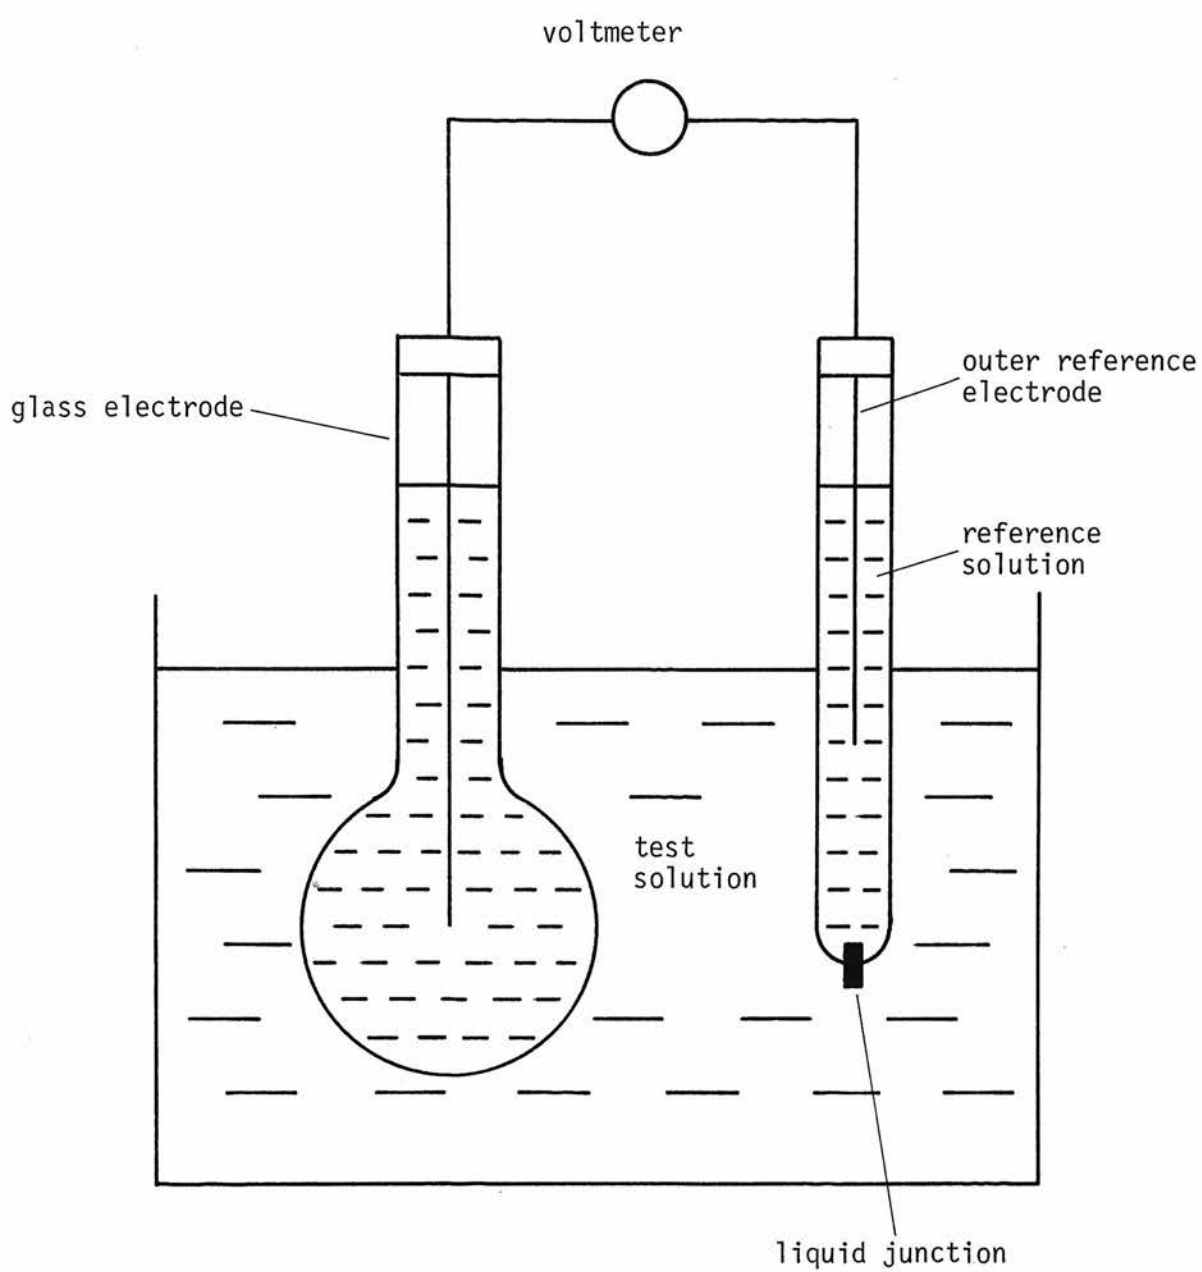 voltmeter
outer reference
electrode
glass electrode
reference
solution
test
solution
liquid junction